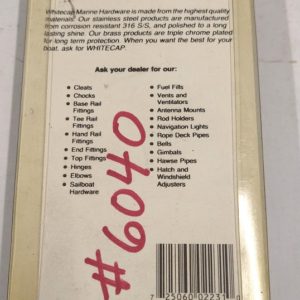 Whitecap Marine Hardware is made from the highest quality
materials. Our stainless steel products are manufactured
from corrosion resistant 316 S/S, and polished to a long
lasting shine. Our brass products are triple chrome plated
for long term protection. When you want the best for your
boat, ask for WHITECAP.
Ask your dealer for our:
• Cleats
• Chocks
• Base Rail
Fittings
• Tee Rail
Fittings
• Hand Rail
Fittings
• End Fittings
• Top Fittings
• Hinges
• Elbows
• Sailboat
Hardware
• Fuel Fills
• Vents and
Ventilators
• Antenna Mounts
• Rod Holders
• Navigation Lights
• Rope Deck Pipes
• Bells
• Gimbals
• Hawse Pipes
• Hatch and
Windshield
Adjusters
#6040
7 25060 02231